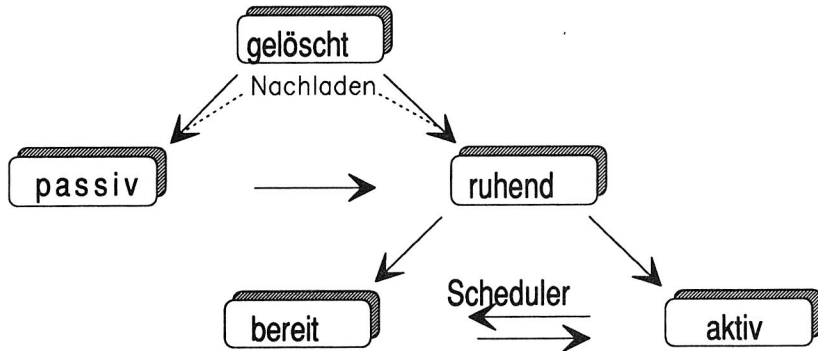 gelöscht
Nachladen
passiv
ruhend
Scheduler
bereit
aktiv